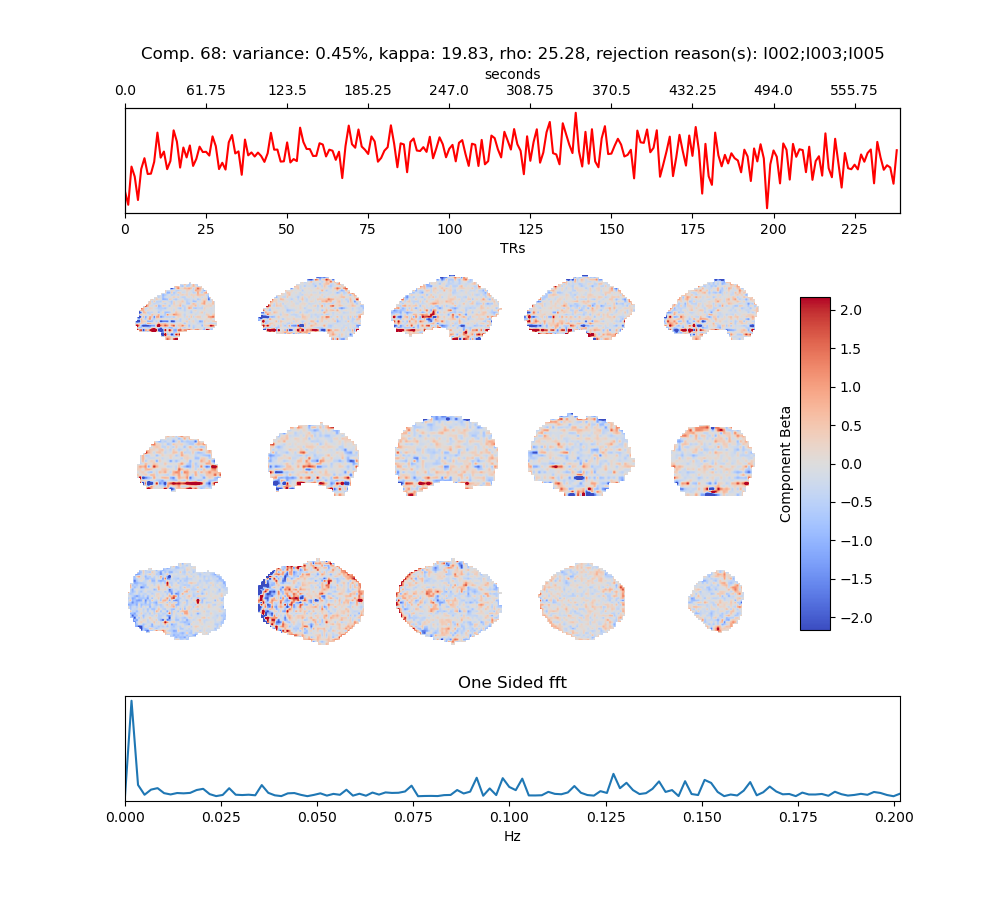 Comp. 68: variance: 0.45%, kappa: 19.83, rho: 25.28, rejection reason(s): I002;I003;I005
seconds
0.0 61.75 123.5 185.25 247.0 308.75 370.5 432.25 494.0 555.75
0 25 50 75 100 125 150 175 200 225
TRs
2.0
1.5
1.0
0.5
0.0
−0.5
−1.0
−1.5
−2.0
Component Beta
One Sided fft
0.000 0.025 0.050 0.075 0.100 0.125 0.150 0.175 0.200
Hz